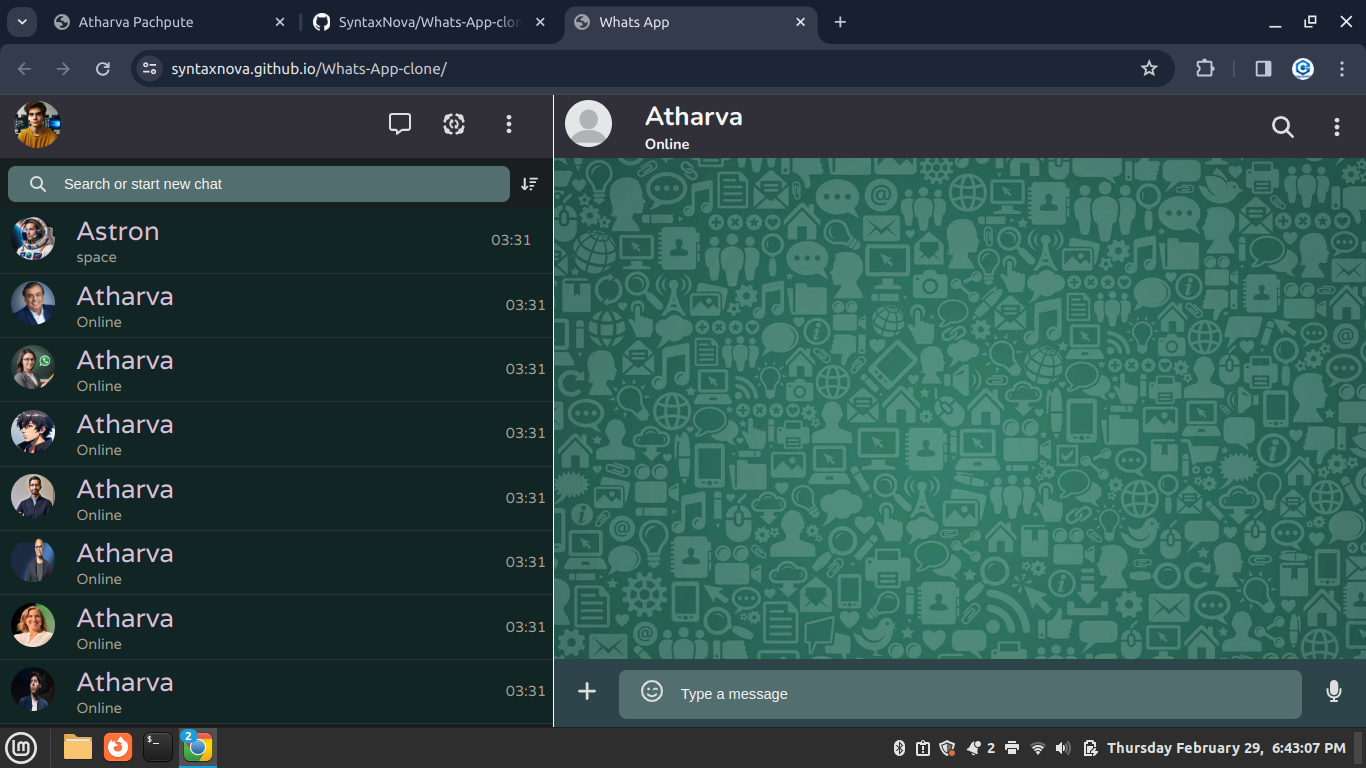 Atharva Pachpute
SyntaxNova/Whats-App-clon
Whats App
syntaxnova.github.io/Whats-App-clone/
Atharva
Online
Search or start new chat
Astron
space
03:31
Atharva
Online
03:31
Atharva
Online
03:31
Atharva
Online
03:31
Atharva
Online
03:31
Atharva
Online
03:31
Atharva
Online
03:31
Atharva
Online
03:31
Type a message
2
2
Thursday February 29, 6:43:07 PM